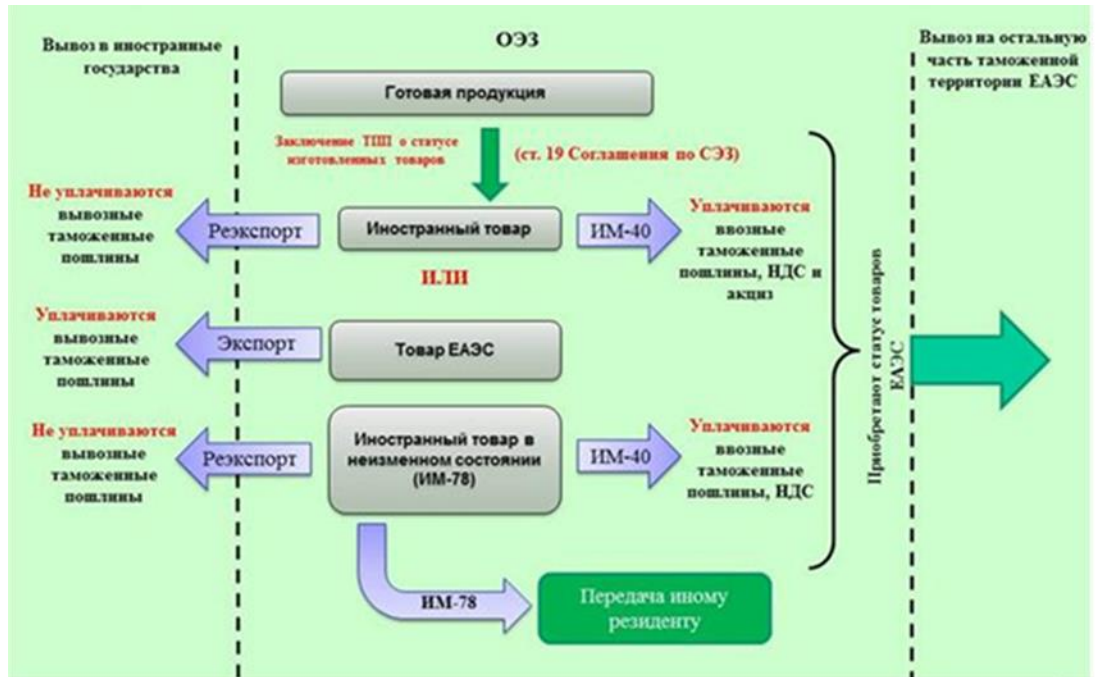 Вывоз в иностранные
государства
ОЭЗ
Вывоз на остальную
часть таможенной
территории ЕАЭС
Готовая продукция
Заключение ТПП о статусе
изготовленных товаров
(ст. 19 Соглашения по СЭЗ)
Не уплачиваются
вывозные
таможенные
пошлины
Реэкспорт
Иностранный товар
ИМ-40
Уплачиваются
ввозные
таможенные
пошлины, НДС и
акциз
ИЛИ
Уплачиваются
вывозные
таможенные
пошлины
Экспорт
Товар ЕАЭС
Не уплачиваются
вывозные
таможенные
пошлины
Реэкспорт
Иностранный товар в
неизменном состоянии
(ИМ-78)
ИМ-40
Уплачиваются
ввозные
таможенные
пошлины, НДС
Приобретают статус товаров
ЕАЭС
ИМ-78
Передача иному
резиденту